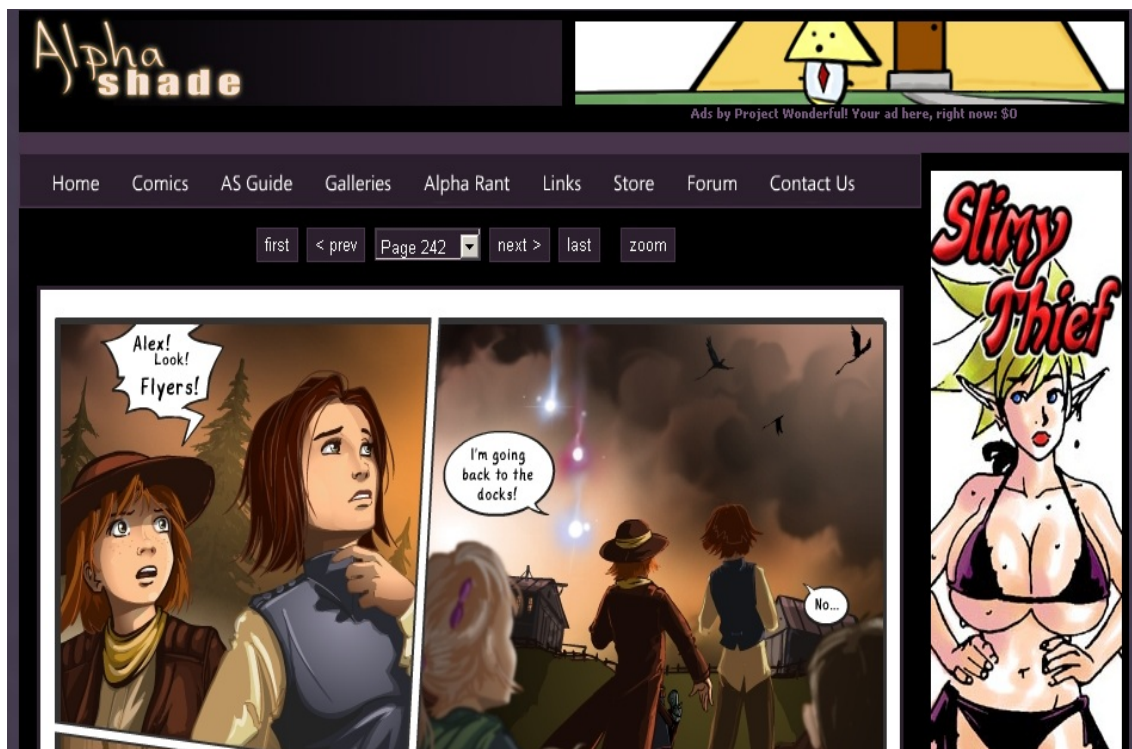 Alpha
shade
Ads by Project Wonderful! Your ad here, right now: $0
Home Comics AS Guide Galleries Alpha Rant Links Store Forum Contact Us
first < prev Page 242 next > last zoom
Slimy
Thief
Alex!
Look!
Flyers!
I'm going
back to the
docks!
No...